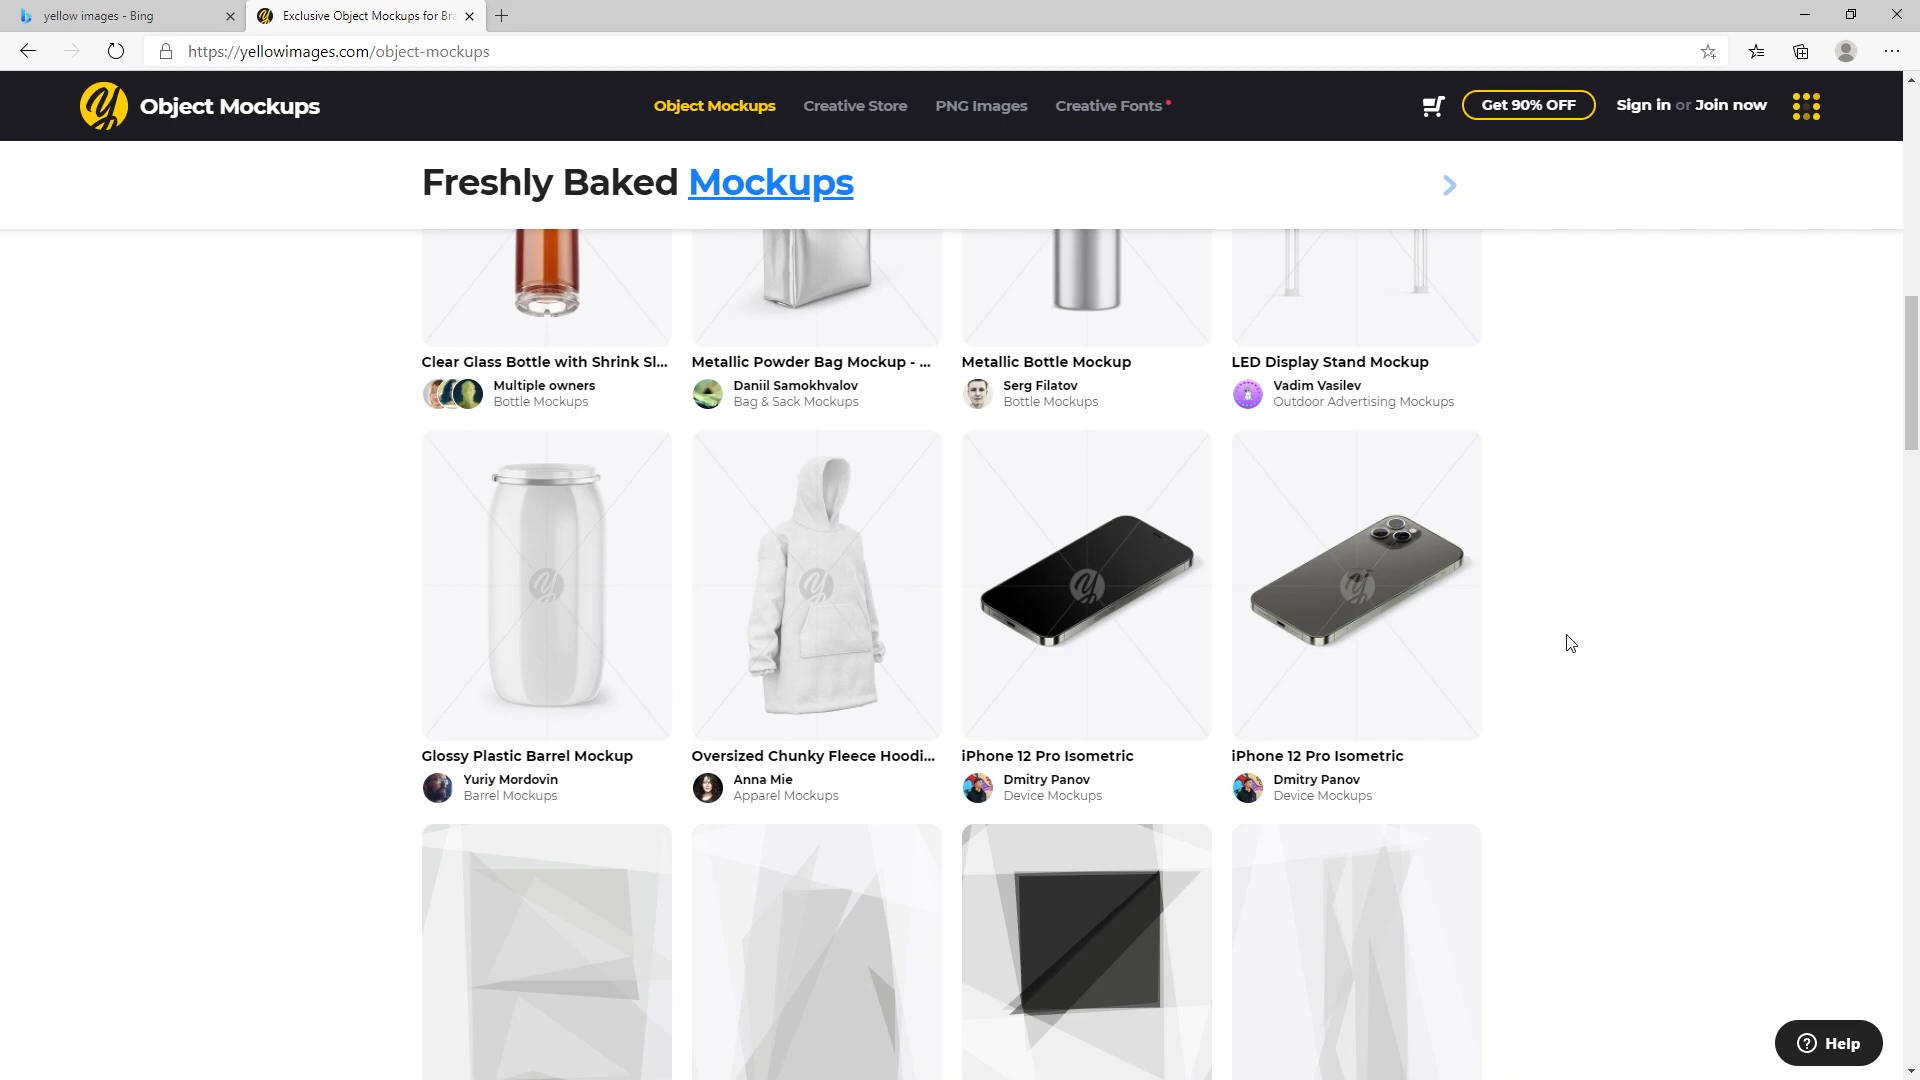 yellow images - Bing
Exclusive Object Mockups for Bra
https://yellowimages.com/object-mockups
Object Mockups
Object Mockups
Creative Store
PNG Images
Creative Fonts
Get 90% OFF
Sign in or Join now
Freshly Baked Mockups
Clear Glass Bottle with Shrink Sl...
Multiple owners
Bottle Mockups
Metallic Powder Bag Mockup - ...
Daniil Samokhvalov
Bag & Sack Mockups
Metallic Bottle Mockup
Serg Filatov
Bottle Mockups
LED Display Stand Mockup
Vadim Vasilev
Outdoor Advertising Mockups
Glossy Plastic Barrel Mockup
Yuriy Mordovin
Barrel Mockups
Oversized Chunky Fleece Hoodi...
Anna Mie
Apparel Mockups
iPhone 12 Pro Isometric
Dmitry Panov
Device Mockups
iPhone 12 Pro Isometric
Dmitry Panov
Device Mockups
Help